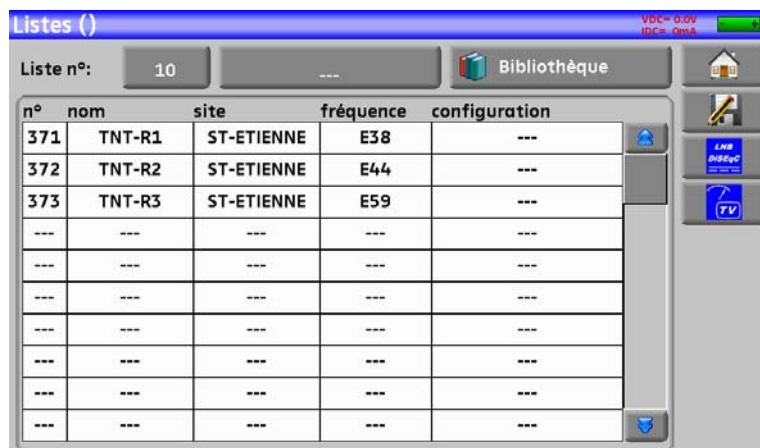 Listes ()
VDC= 0.0V
IDC= 0mA
- +
Liste n°: 10 --- Bibliothèque
n° nom site fréquence configuration
371 TNT-R1 ST-ETIENNE E38 ---
372 TNT-R2 ST-ETIENNE E44 ---
373 TNT-R3 ST-ETIENNE E59 ---
--- --- --- --- ---
--- --- --- --- ---
--- --- --- --- ---
--- --- --- --- ---
--- --- --- --- ---
--- --- --- --- ---
--- --- --- --- ---
LNB
DiSEqC
TV